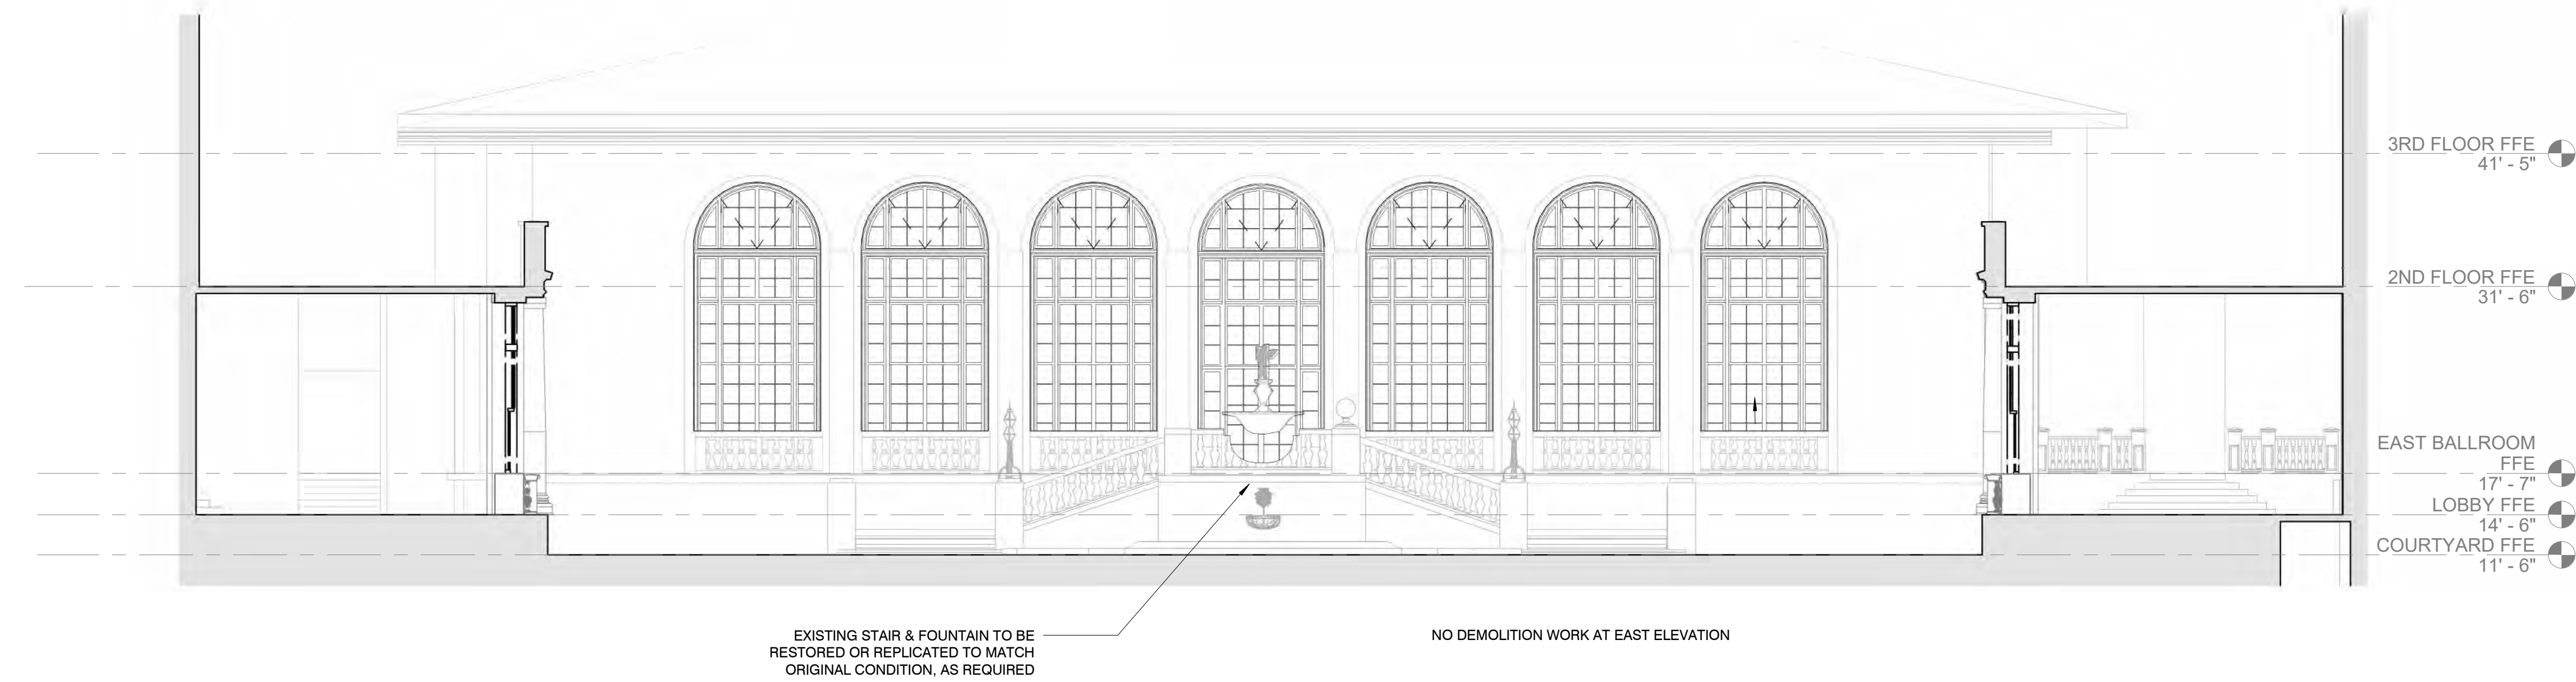 3RD FLOOR FFE
41' - 5"
2ND FLOOR FFE
31' - 6"
EAST BALLROOM
FFE
17' - 7"
LOBBY FFE
14' - 6"
COURTYARD FFE
11' - 6"
EXISTING STAIR & FOUNTAIN TO BE
RESTORED OR REPLICATED TO MATCH
ORIGINAL CONDITION, AS REQUIRED
NO DEMOLITION WORK AT EAST ELEVATION